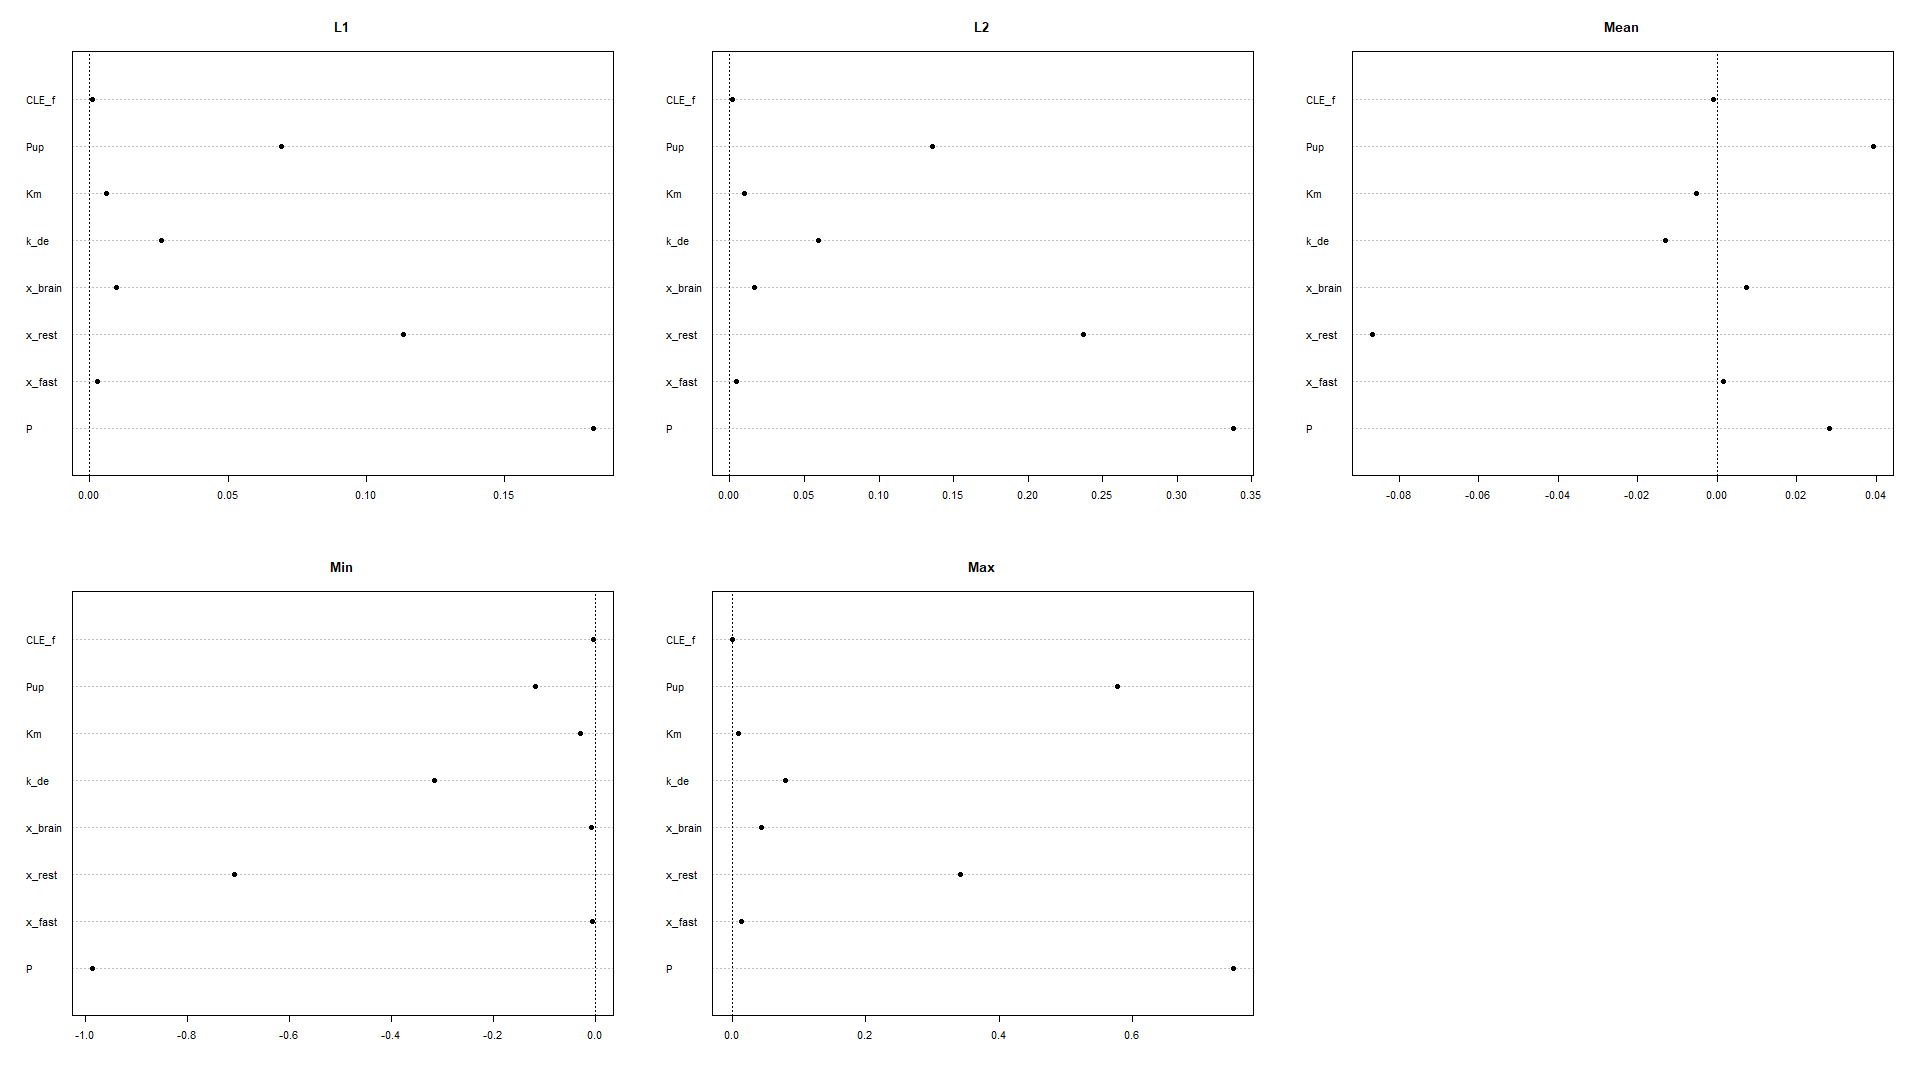 L1
CLE_f
Pup
Km
k_de
x_brain
x_rest
x_fast
P
0.00 0.05 0.10 0.15
L2
CLE_f
Pup
Km
k_de
x_brain
x_rest
x_fast
P
0.00 0.05 0.10 0.15 0.20 0.25 0.30 0.35
Mean
CLE_f
Pup
Km
k_de
x_brain
x_rest
x_fast
P
-0.08 -0.06 -0.04 -0.02 0.00 0.02 0.04
Min
CLE_f
Pup
Km
k_de
x_brain
x_rest
x_fast
P
-1.0 -0.8 -0.6 -0.4 -0.2 0.0
Max
CLE_f
Pup
Km
k_de
x_brain
x_rest
x_fast
P
0.0 0.2 0.4 0.6